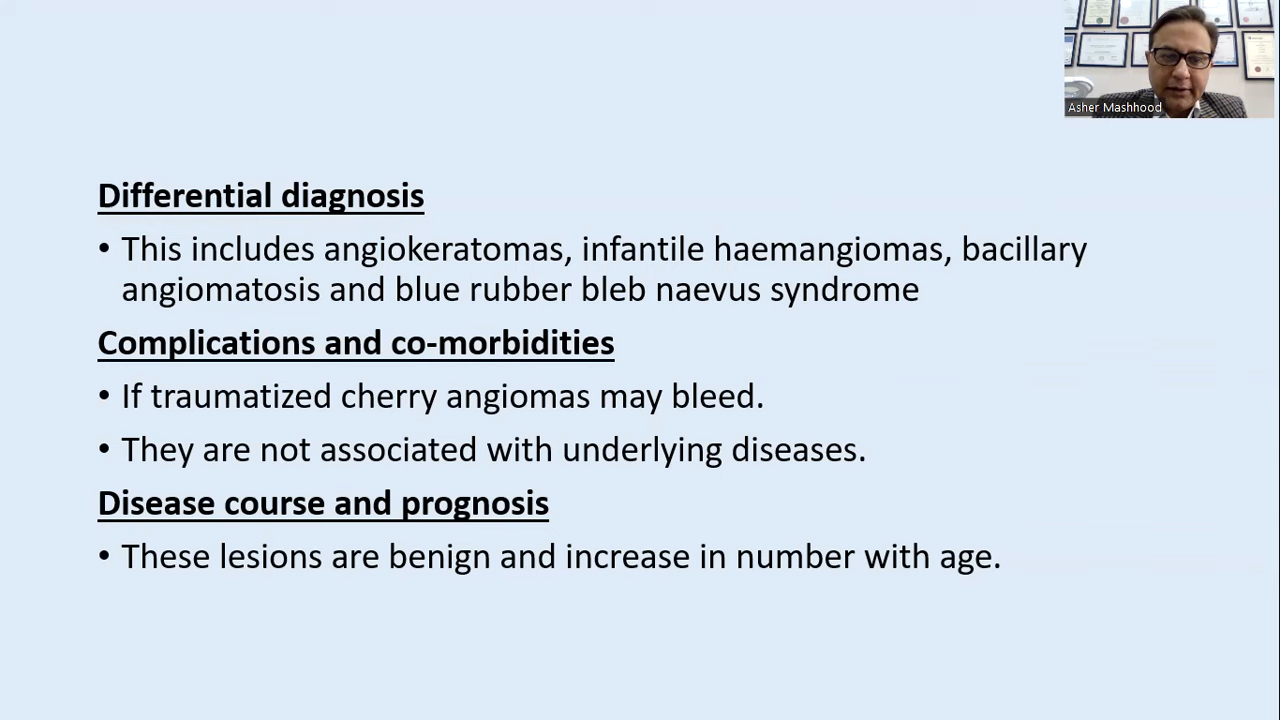 Asher Mashhood
Differential diagnosis
• This includes angiokeratomas, infantile haemangiomas, bacillary
angiomatosis and blue rubber bleb naevus syndrome
Complications and co-morbidities
• If traumatized cherry angiomas may bleed.
• They are not associated with underlying diseases.
Disease course and prognosis
• These lesions are benign and increase in number with age.